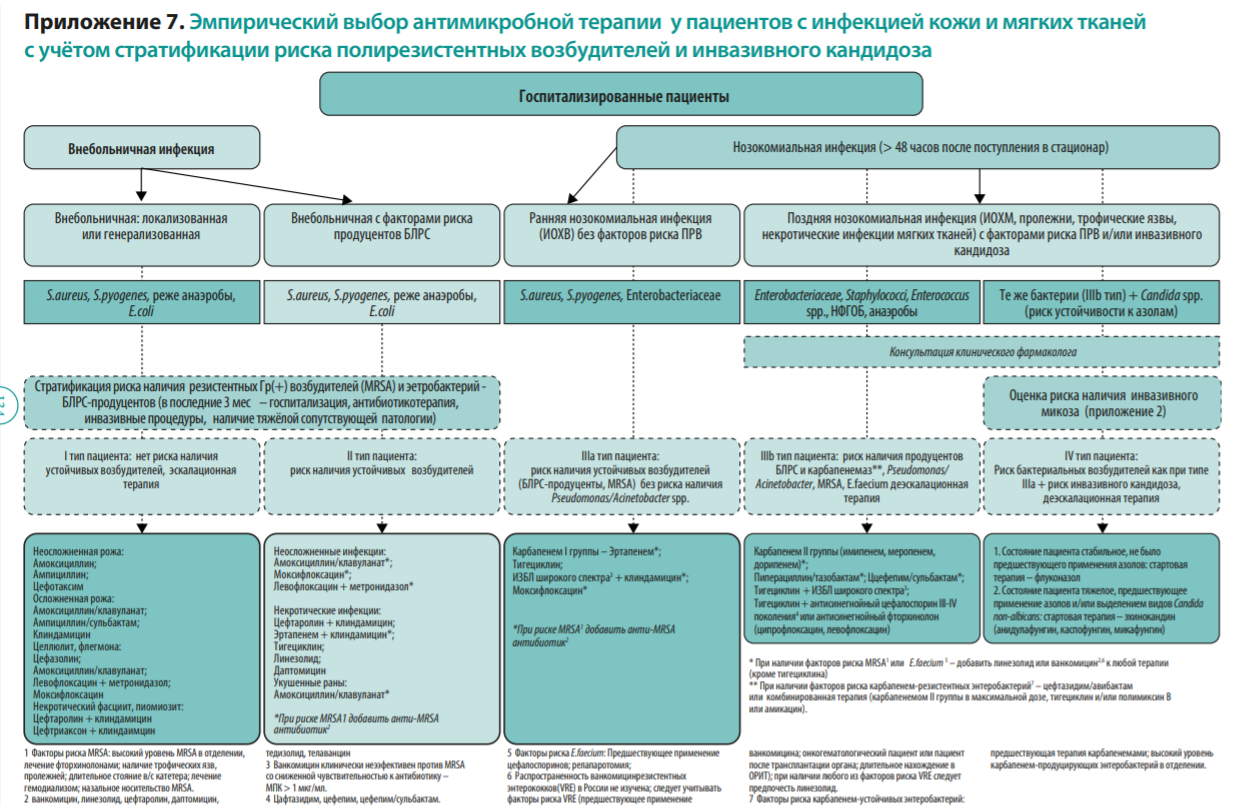 Приложение 7. Эмпирический выбор антимикробной терапии у пациентов с инфекцией кожи и мягких тканей
с учётом стратификации риска полирезистентных возбудителей и инвазивного кандидоза
Госпитализированные пациенты
Внебольничная инфекция
Нозокомиальная инфекция (> 48 часов после поступления в стационар)
Внебольничная: локализованная
или генерализованная
Внебольничная с факторами риска
продуцентов БЛРС
Ранняя нозокомиальная инфекция
(ИОХВ) без факторов риска ПРВ
Поздняя нозокомиальная инфекция (ИОХМ, пролежни, трофические язвы,
некротические инфекции мягких тканей) с факторами риска ПРВ и/или инвазивного
кандидоза
S.aureus, S.pyogenes, реже анаэробы,
E.coli
S.aureus, S.pyogenes, реже анаэробы,
E.coli
S.aureus, S.pyogenes, Enterobacteriaceae
Enterobacteriaceae, Staphylococci, Enterococcus
spp., НФГОБ, анаэробы
Те же бактерии (IIIb тип) + Candida spp.
(риск устойчивости к азолам)
Консультация клинического фармаколога
Стратификация риска наличия резистентных Гр(+) возбудителей (MRSA) и эетробактерий -
БЛРС-продуцентов (в последние 3 мес – госпитализация, антибиотикотерапия,
инвазивные процедуры, наличие тяжёлой сопутствующей патологии)
Оценка риска наличия инвазивного
микоза (приложение 2)
I тип пациента: нет риска наличия
устойчивых возбудителей, эскалационная
терапия
II тип пациента:
риск наличия устойчивых возбудителей
IIIa тип пациента:
риск наличия устойчивых возбудителей
(БЛРС-продуценты, MRSA) без риска наличия
Pseudomonas/Acinetobacter spp.
IIIb тип пациента: риск наличия продуцентов
БЛРС и карбапенемаз**, Pseudomonas/
Acinetobacter, MRSA, E.faecium деэскалационная
терапия
IV тип пациента:
Риск бактериальных возбудителей как при типе
IIIa + риск инвазивного кандидоза,
деэскалационная терапия
Неосложненная рожа:
Амоксициллин;
Ампициллин;
Цефотаксим
Осложненная рожа:
Амоксициллин/клавуланат;
Ампициллин/сульбактам;
Клиндамицин
Целлюлит, флегмона:
Цефазолин;
Амоксициллин/клавуланат;
Левофлоксацин + метронидазол;
Моксифлоксацин
Некротический фасциит, пиомиозит:
Цефтаролин + клиндамицин
Цефтриаксон + клиндаимцин
Неосложненные инфекции:
Амоксициллин/клавуланат*;
Моксифлоксацин*;
Левофлоксацин + метронидазол*
Некротические инфекции:
Цефтаролин + клиндамицин;
Эртапенем + клиндамицин*;
Тигециклин;
Линезолид;
Даптомицин
Укушенные раны:
Амоксициллин/клавуланат*
*При риске MRSA1 добавить анти-MRSA
антибиотик2
Карбапенем I группы – Эртапенем*;
Тигециклин;
ИЗБЛ широкого спектра3 + клиндамицин*;
Моксифлоксацин*
*При риске MRSA1 добавить анти-MRSA
антибиотик2
Карбапенем II группы (имипенем, меропенем,
дорипенем)*;
Пиперациллин/тазобактам*; Ццефепим/сульбактам*;
Тигециклин + ИЗБЛ широкого спектра5;
Тигециклин + антисинегнойный цефалоспорин III-IV
поколения4 или антисинегнойный фторхинолон
(ципрофлоксацин, левофлоксацин)
1. Состояние пациента стабильное, не было
предшествующего применения азолов: стартовая
терапия – флуконазол
2. Состояние пациента тяжелое, предшествующее
применение азолов и/или выделением видов Candida
non-albicans: стартовая терапия – эхинокандин
(анидулафунгин, каспофунгин, микафунгин)
* При наличии факторов риска MRSA1 или E.faecium 5 – добавить линезолид или ванкомицин3,6 к любой терапии
(кроме тигециклина)
** При наличии факторов риска карбапенем-резистентных энтеробактерий7 – цефтазидим/авибактам
или комбинированная терапия (карбапенемом II группы в максимальной дозе, тигециклин и/или полимиксин В
или амикацин).
1 Факторы риска MRSA: высокий уровень MRSA в отделении,
лечение фторхинолонами; наличие трофических язв,
пролежней; длительное стояние в/с катетера; лечение
гемодиализом; назальное носительство MRSA.
2 ванкомицин, линезолид, цефтаролин, даптомицин,
тедизолид, телаванцин
3 Ванкомицин клинически неэффективен против MRSA
со сниженной чувствительностью к антибиотику –
МПК > 1 мкг/мл.
4 Цафтазидим, цефепим, цефепим/сульбактам.
5 Факторы риска E.faecium: Предшествующее применение
цефалоспоринов; релапаротомия;
6 Распространность ванкомицинрезистентных
энтерококков(VRE) в России не изучена; следует учитывать
факторы риска VRE (предшествующее применение
ванкомицина; онкогематологический пациент или пациент
после трансплантации органа; длительное нахождение в
ОРИТ); при наличии любого из факторов риска VRE следует
предпочесть линезолид.
7 Факторы риска карбапенем-устойчивых энтеробактерий:
предшествующая терапия карбапенемами; высокий уровень
карбапенем-продуцирующих энтеробактерий в отделении.